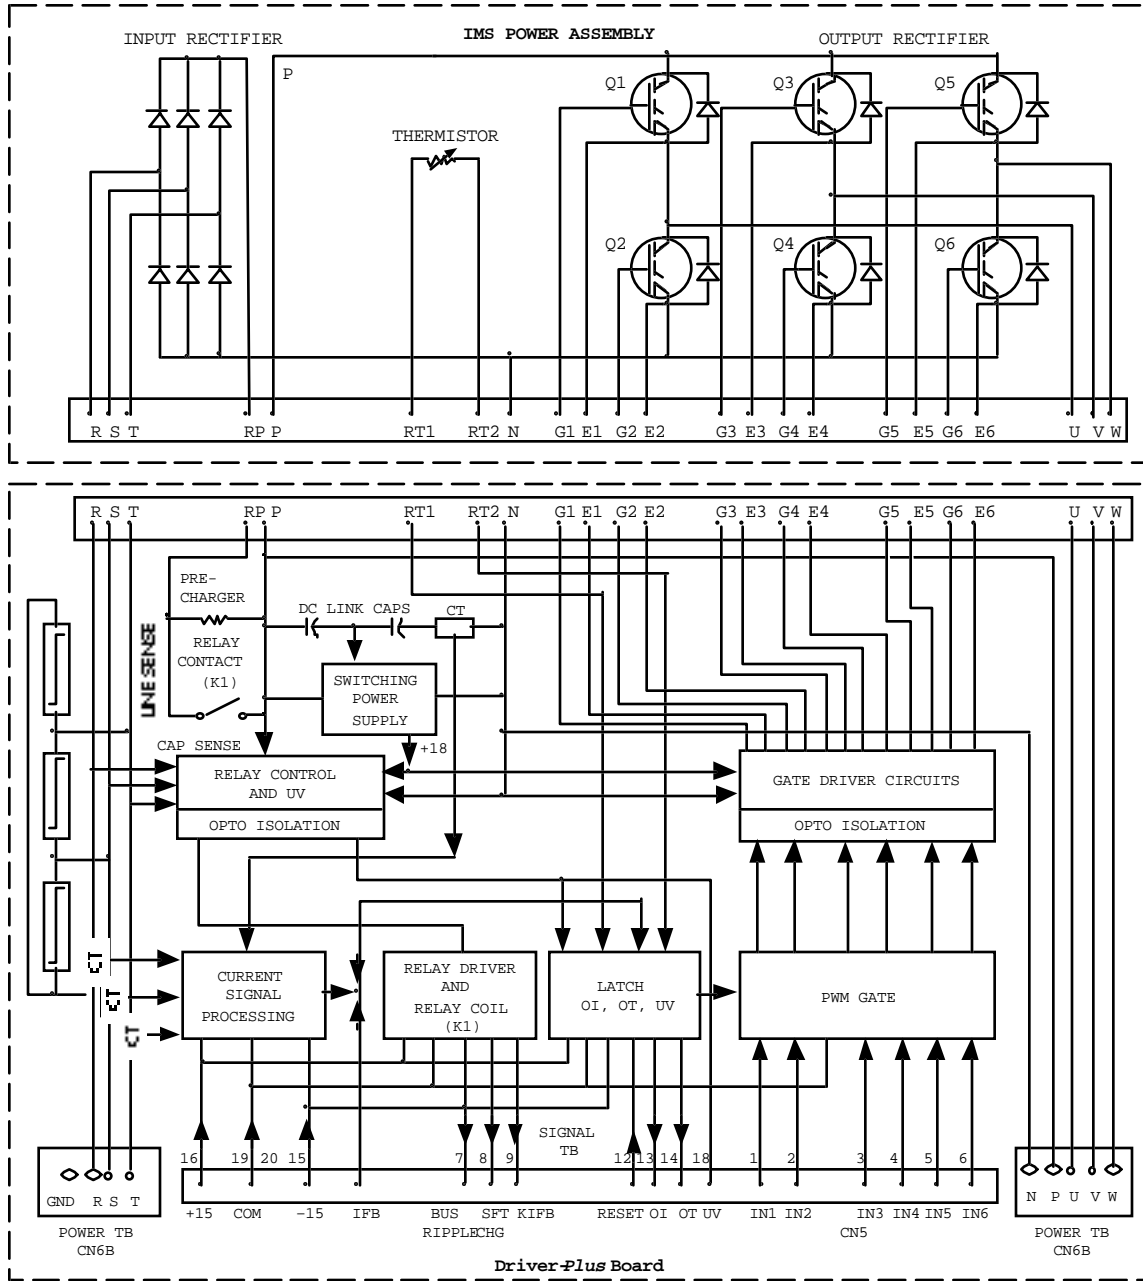 IMS POWER ASSEMBLY
INPUT RECTIFIER
OUTPUT RECTIFIER
P
Q1
Q3
Q5
THERMISTOR
Q2
Q4
Q6
R S T RP P RT1 RT2 N G1 E1 G2 E2 G3 E3 G4 E4 G5 E5 G6 E6 U V W
R S T RP P RT1 RT2 N G1 E1 G2 E2 G3 E3 G4 E4 G5 E5 G6 E6 U V W
PRE-
CHARGER
DC LINK CAPS
CT
LINE SENSE
RELAY
CONTACT
(K1)
SWITCHING
POWER
SUPPLY
+18
CAP SENSE
RELAY CONTROL
AND UV
OPTO ISOLATION
GATE DRIVER CIRCUITS
OPTO ISOLATION
CT
CT
CT
CURRENT
SIGNAL
PROCESSING
RELAY DRIVER
AND
RELAY COIL
(K1)
LATCH
OI, OT, UV
PWM GATE
SIGNAL
TB
16 19 20 15 7 8 9 12 13 14 18 1 2 3 4 5 6
+15 COM -15 IFB BUS SFT KIFB RESET OI OT UV IN1 IN2 IN3 IN4 IN5 IN6
RIPPLE CHG
CN5
GND R S T
POWER TB
CN6B
N P U V W
POWER TB
CN6B
Driver-Plus Board